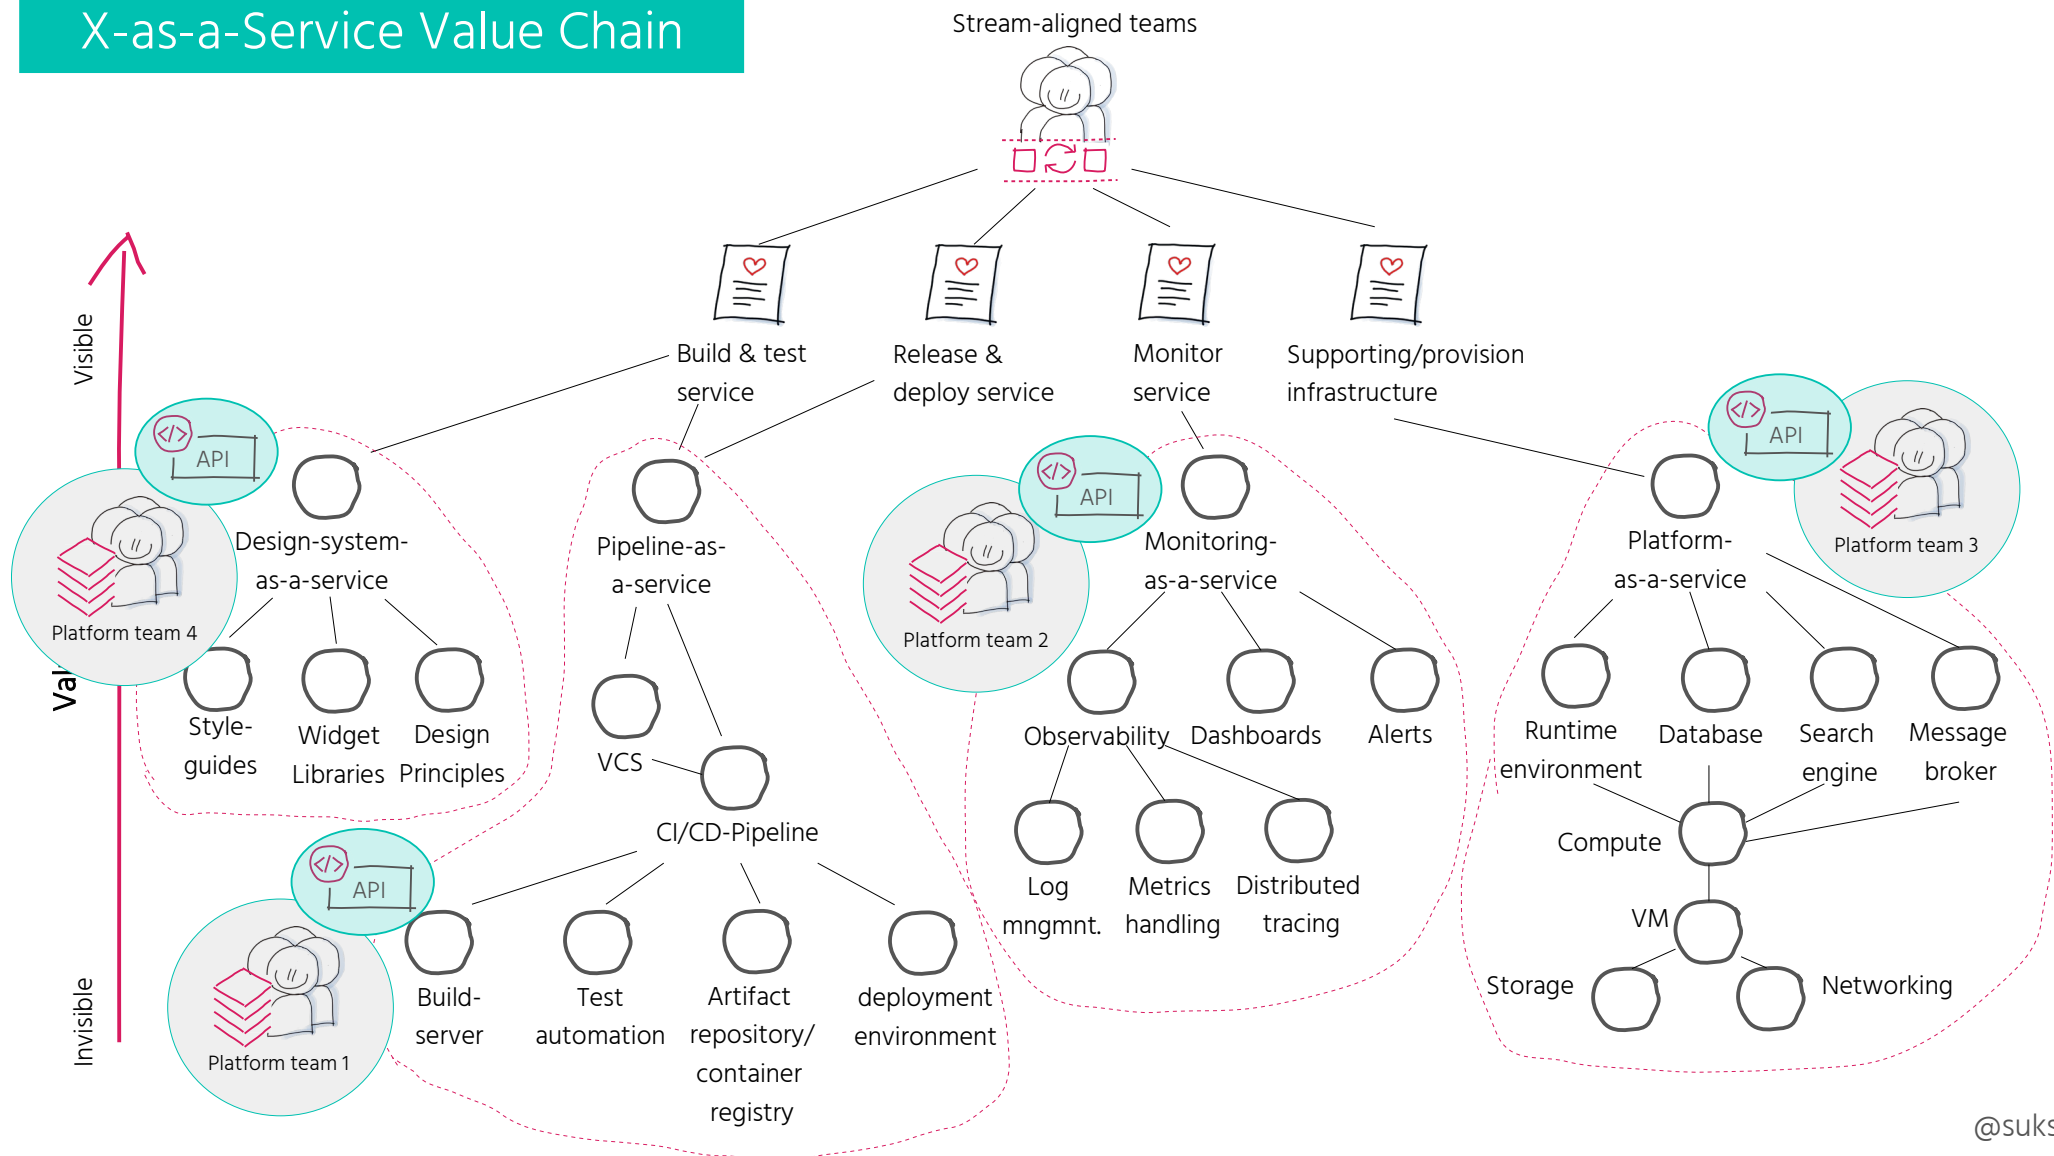 X-as-a-Service Value Chain
Stream-aligned teams
Visible
Build & test
service
Release &
deploy service
Monitor
service
Supporting/provision
infrastructure
API
Platform team 4
Design-system-
as-a-service
Style-
guides
Widget
Libraries
Design
Principles
Pipeline-as-
a-service
VCS
CI/CD-Pipeline
API
Platform team 1
Build-
server
Test
automation
Artifact
repository/
container
registry
deployment
environment
API
Platform team 2
Monitoring-
as-a-service
Observability
Dashboards
Alerts
Log
mngmnt.
Metrics
handling
Distributed
tracing
API
Platform team 3
Platform-
as-a-service
Runtime
environment
Database
Search
engine
Message
broker
Compute
VM
Storage
Networking
Invisible